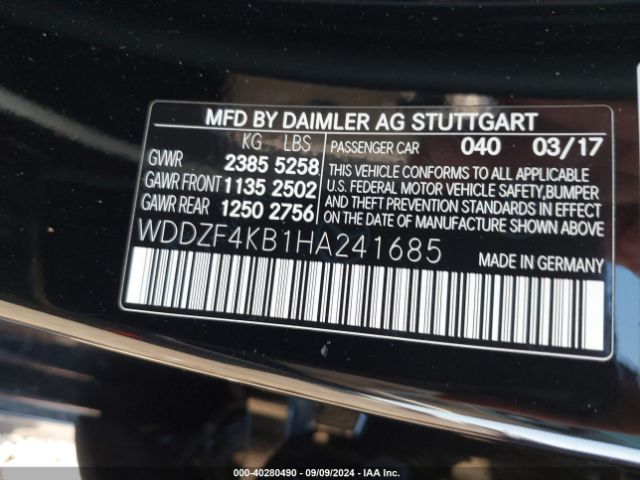 MFD BY DAIMLER AG STUTTGART
KG LBS PASSENGER CAR 040 03/17
GVWR 2385 5258
GAWR FRONT 1135 2502
GAWR REAR 1250 2756
THIS VEHICLE CONFORMS TO ALL APPLICABLE
U.S. FEDERAL MOTOR VEHICLE SAFETY, BUMPER
AND THEFT PREVENTION STANDARDS IN EFFECT
ON THE DATE OF MANUFACTURE SHOWN ABOVE
WDDZF4KB1HA241685 MADE IN GERMANY
000-40280490 - 09/09/2024 - IAA Inc.